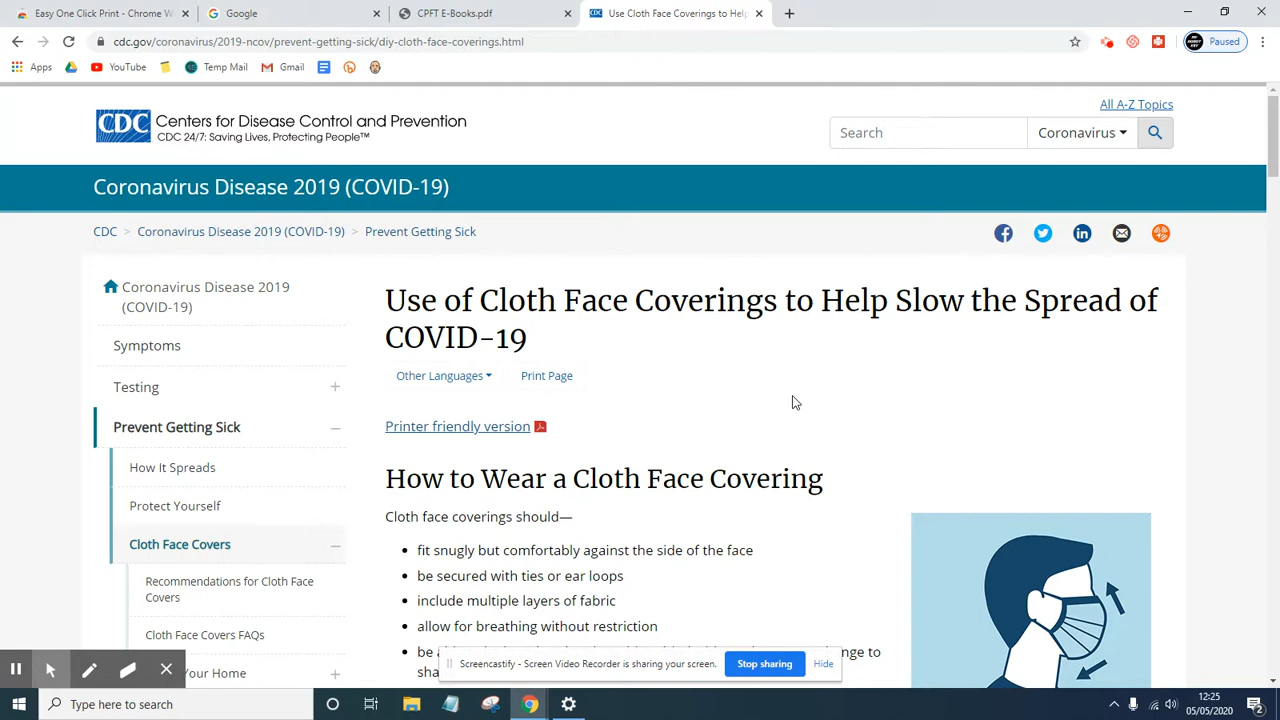 Easy One Click Print - Chrome W
Google
CPFT E-Books.pdf
Use Cloth Face Coverings to Help
cdc.gov/coronavirus/2019-ncov/prevent-getting-sick/diy-cloth-face-coverings.html
Paused
Apps
YouTube
Temp Mail
Gmail
All A-Z Topics
CDC
Centers for Disease Control and Prevention
CDC 24/7: Saving Lives, Protecting People™
Search
Coronavirus
Coronavirus Disease 2019 (COVID-19)
CDC > Coronavirus Disease 2019 (COVID-19) > Prevent Getting Sick
Coronavirus Disease 2019
(COVID-19)
Symptoms
Testing
Prevent Getting Sick
How It Spreads
Protect Yourself
Cloth Face Covers
Recommendations for Cloth Face
Covers
Cloth Face Covers FAQs
Your Home
Use of Cloth Face Coverings to Help Slow the Spread of
COVID-19
Other Languages
Print Page
Printer friendly version
How to Wear a Cloth Face Covering
Cloth face coverings should—
fit snugly but comfortably against the side of the face
be secured with ties or ear loops
include multiple layers of fabric
allow for breathing without restriction
Screencastify - Screen Video Recorder is sharing your screen.
Stop sharing
Hide
Type here to search
12:25
05/05/2020
2